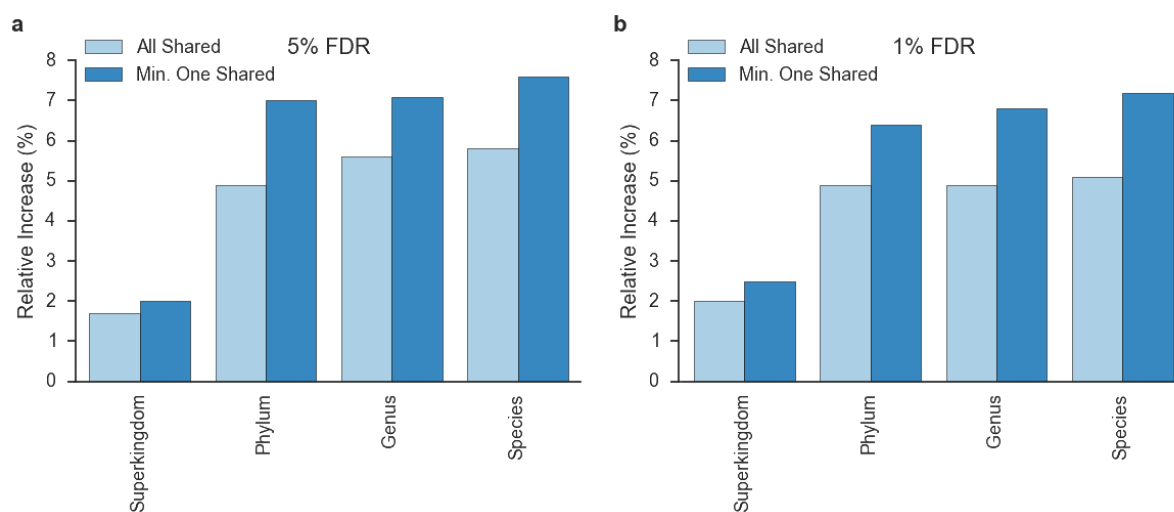 a
All Shared
Min. One Shared
5% FDR
Relative Increase (%)
8
7
6
5
4
3
2
1
0
Superkingdom
Phylum
Genus
Species
b
All Shared
Min. One Shared
1% FDR
Relative Increase (%)
8
7
6
5
4
3
2
1
0
Superkingdom
Phylum
Genus
Species